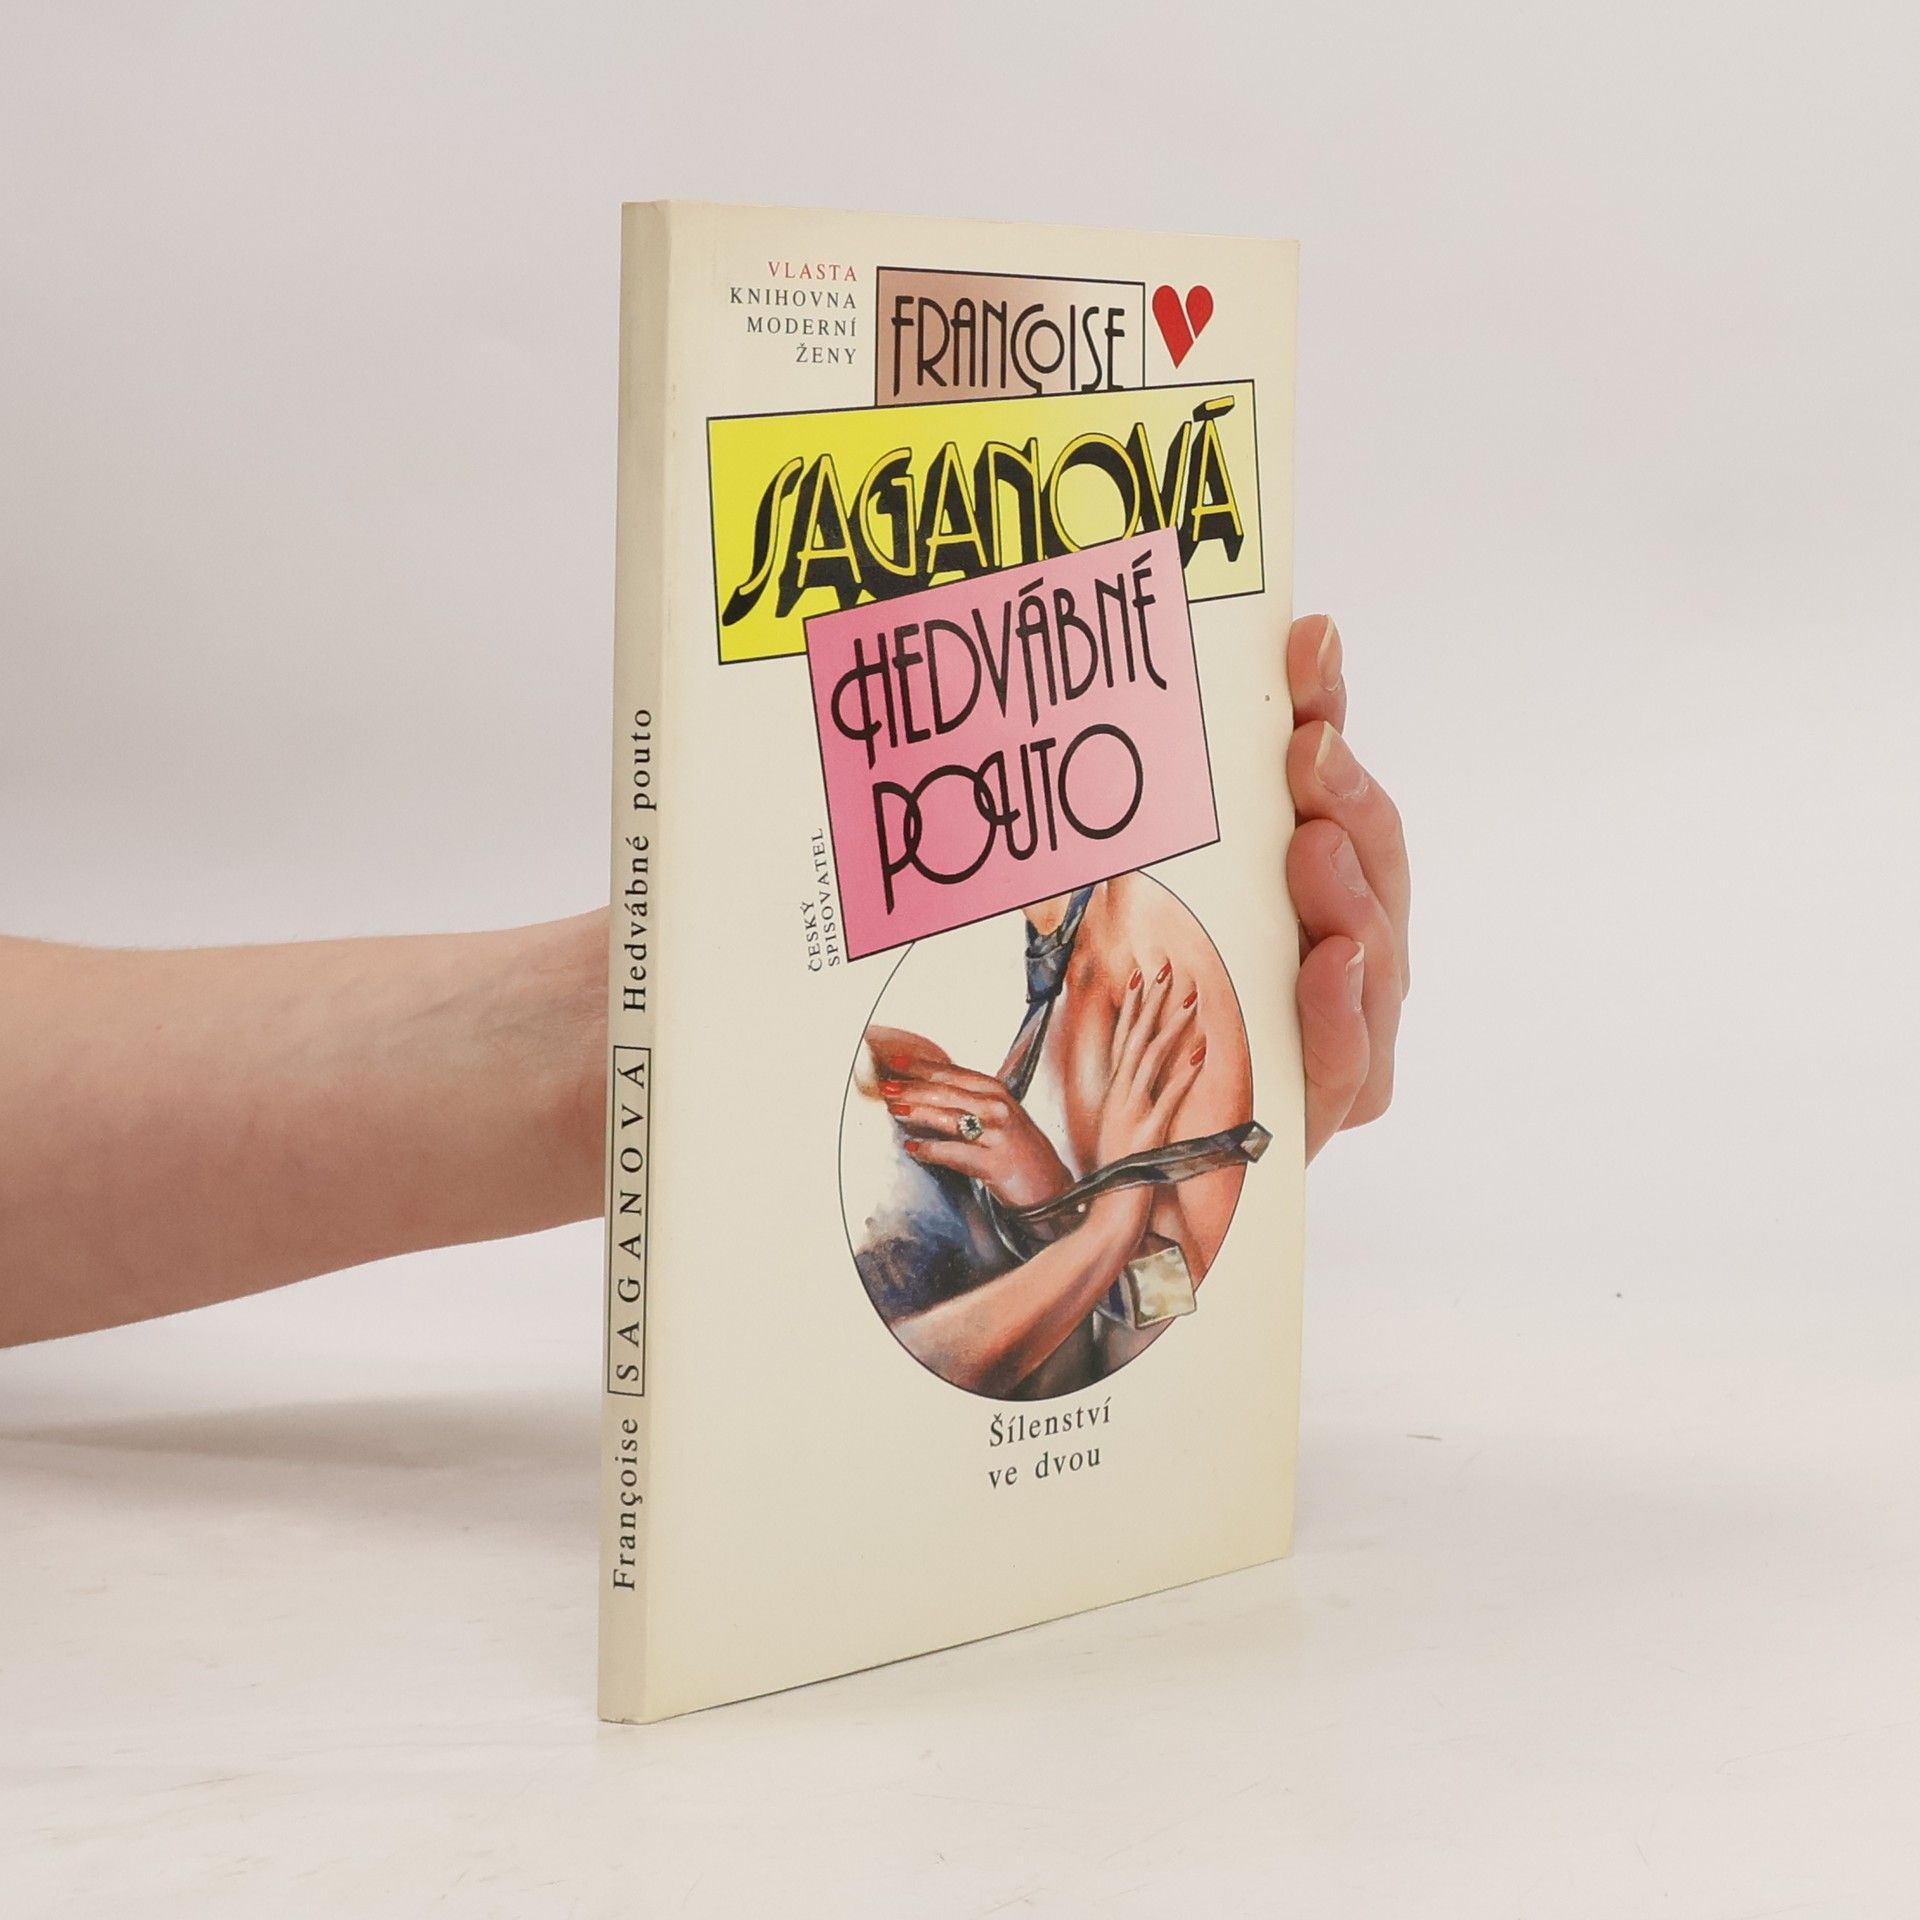 VLASTA
KNIHOVNA
MODERNÍ
ŽENY
FRANÇOISE
SAGANOVÁ
HEDVÁBNÉ
POUTO
ČESKÝ
SPISOVATEL
Šílenství
ve dvou
Françoise SAGANOVÁ Hedvábné pouto